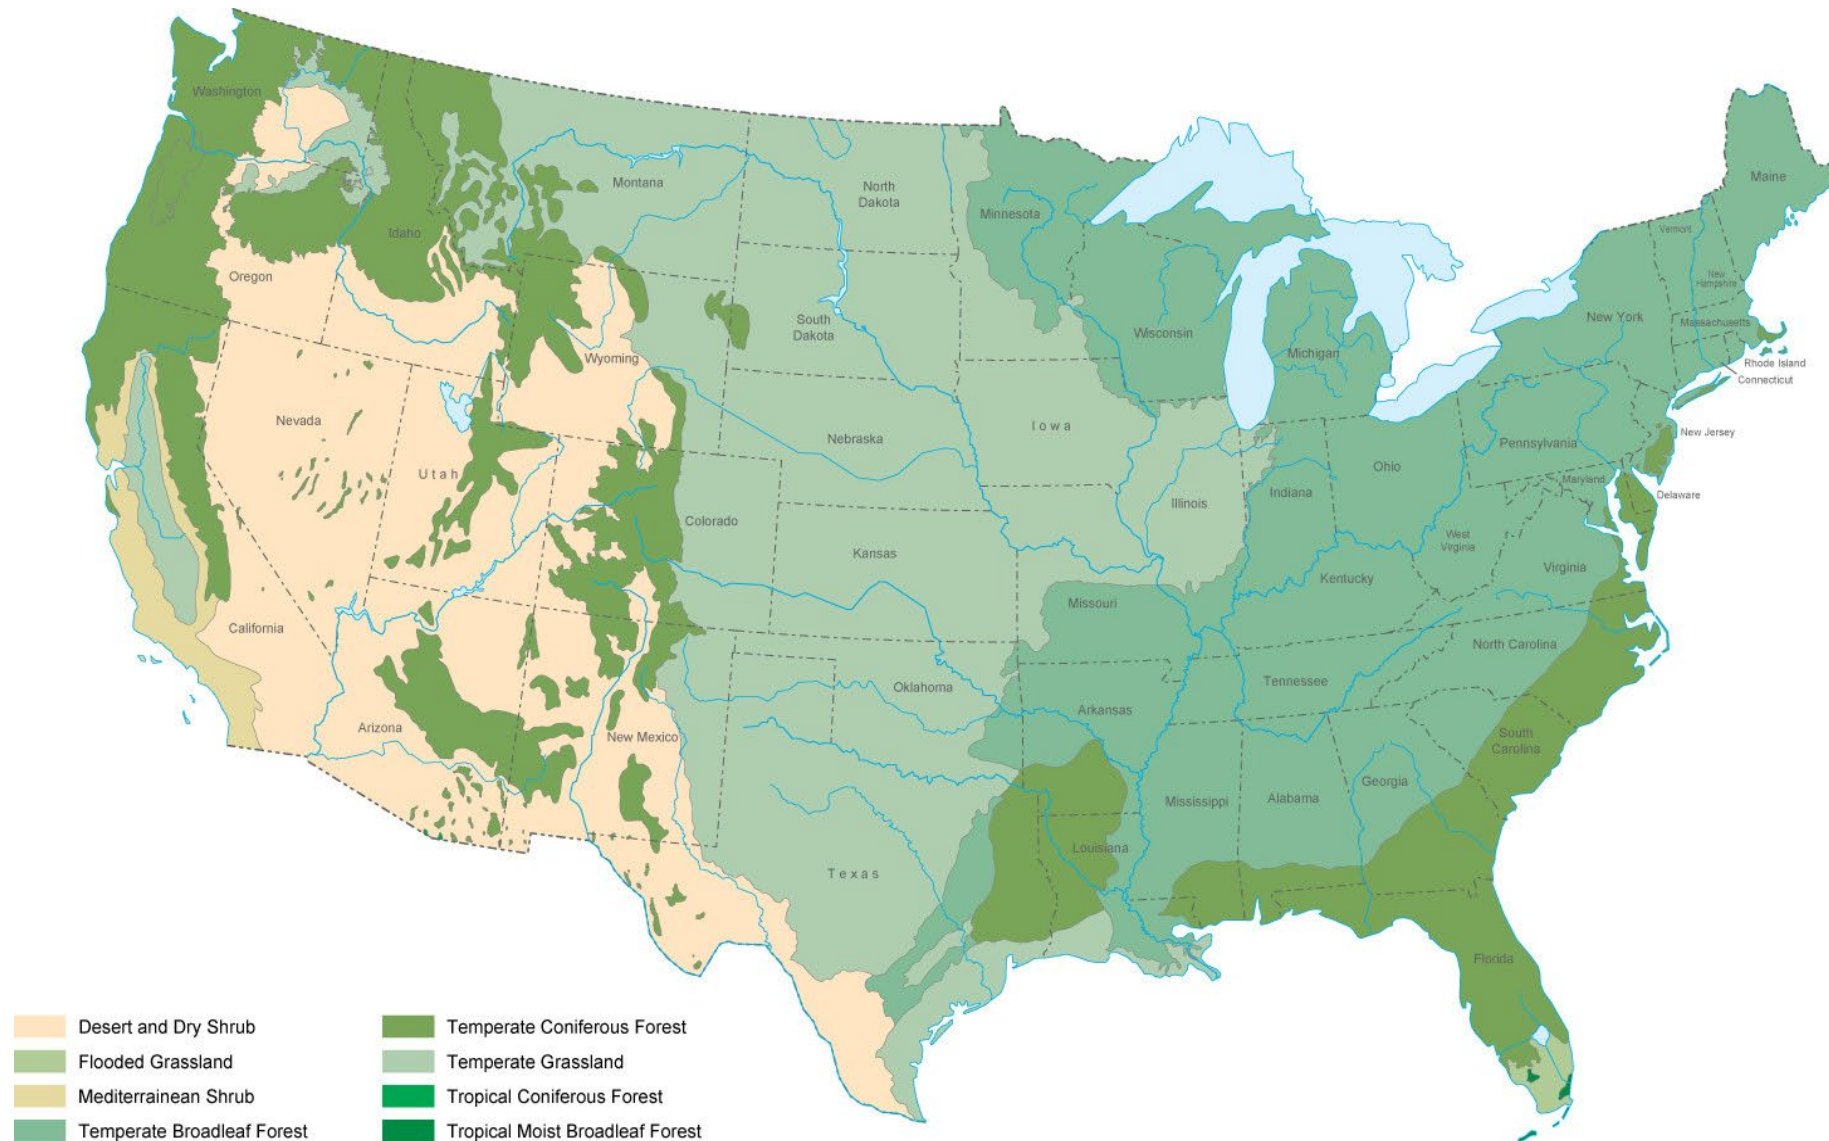 Washington
Montana
North
Dakota
Minnesota
Maine
Vermont
New
Hampshire
Idaho
Oregon
South
Dakota
Wisconsin
Michigan
New York
Massachusetts
Rhode Island
Connecticut
Wyoming
Nevada
Utah
Nebraska
Iowa
Pennsylvania
New Jersey
Ohio
Illinois
Indiana
Maryland
Delaware
Colorado
Kansas
West
Virginia
Virginia
Kentucky
Missouri
California
North Carolina
Tennessee
Oklahoma
Arkansas
Arizona
New Mexico
South
Carolina
Georgia
Mississippi
Alabama
Louisiana
Texas
Florida
Desert and Dry Shrub
Flooded Grassland
Mediterrainean Shrub
Temperate Broadleaf Forest
Temperate Coniferous Forest
Temperate Grassland
Tropical Coniferous Forest
Tropical Moist Broadleaf Forest